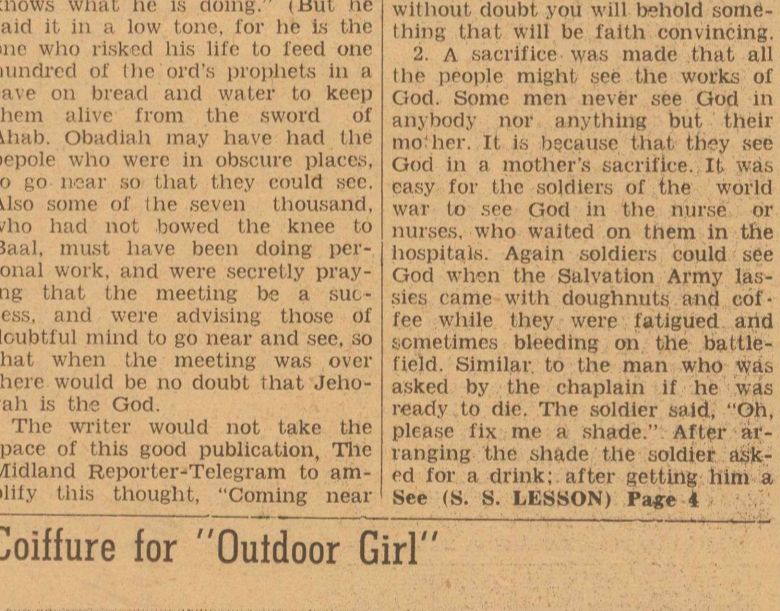 knows what he is doing." (But he
said it in a low tone, for he is the
one who risked his life to feed one
hundred of the ord's prophets in a
cave on bread and water to keep
them alive from the sword of
Ahab. Obadiah may have had the
pepole who were in obscure places,
to go near so that they could see.
Also some of the seven thousand,
who had not bowed the knee to
Baal, must have been doing per-
sonal work, and were secretly pray-
ing that the meeting be a suc-
cess, and were advising those of
doubtful mind to go near and see, so
that when the meeting was over
there would be no doubt that Jeho-
vah is the God.
The writer would not take the
space of this good publication, The
Midland Reporter-Telegram to am-
plify this thought, "Coming near
without doubt you will behold some-
thing that will be faith convincing.
2. A sacrifice was made that all
the people might see the works of
God. Some men never see God in
anybody nor anything but their
mother. It is because that they see
God in a mother's sacrifice. It was
easy for the soldiers of the world
war to see God in the nurse or
nurses, who waited on them in the
hospitals. Again soldiers could see
God when the Salvation Army las-
sies came with doughnuts and cof-
fee while they were fatigued and
sometimes bleeding on the battle-
field. Similar to the man who was
asked by the chaplain if he was
ready to die. The soldier said, "Oh,
please fix me a shade." After ar-
ranging the shade the soldier ask-
ed for a drink; after getting him a
See (S. S. LESSON) Page 4
Coiffure for "Outdoor Girl"